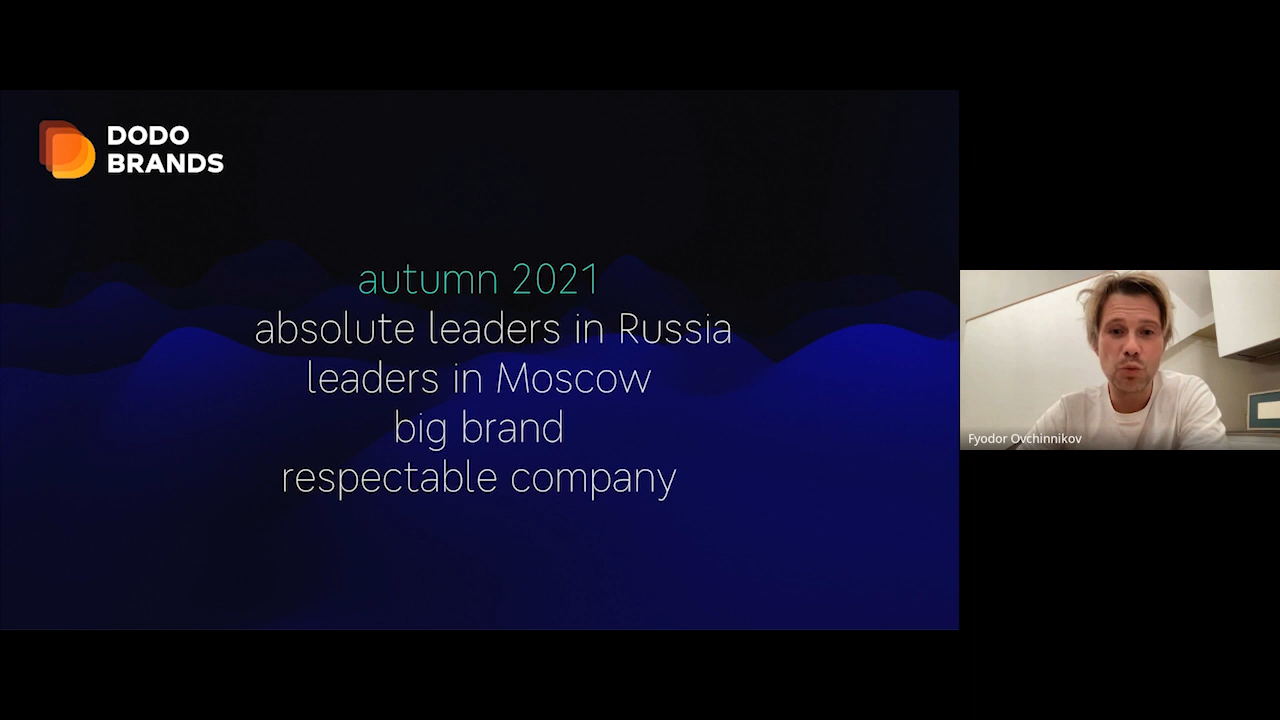 DODO
BRANDS
autumn 2021
absolute leaders in Russia
leaders in Moscow
big brand
respectable company
Fyodor Ovchinnikov